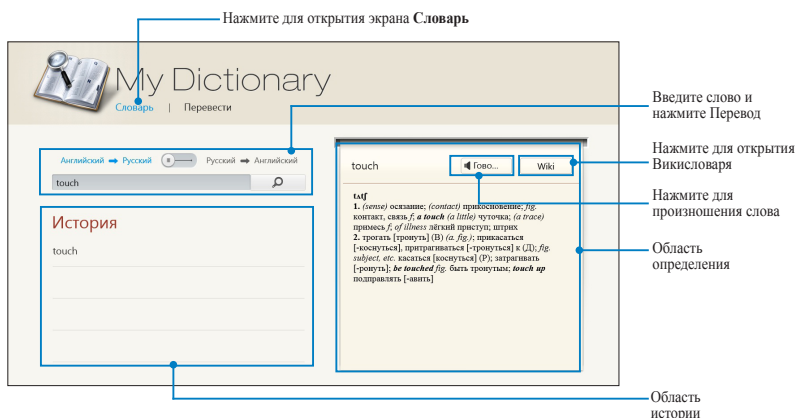 Нажмите для открытия экрана Словарь
My Dictionary
Словарь | Перевести
Введите слово и
нажмите Перевод
Английский ➡ Русский Русский ➡ Английский
touch
История
touch
touch Гово... Wiki
tʌtʃ
1. (sense) осязание; (contact) прикосновение; fig.
контакт, связь f; a touch (a little) чуточка; (a trace)
примесь f; of illness лёгкий приступ; штрих
2. трогать [тронуть] (В) (a. fig.); прикасаться
[-коснуться], притрагиваться [-тронуться] к (Д); fig.
subject, etc. касаться [коснуться] (Р); затрагивать
[-ронуть]; be touched fig. быть тронутым; touch up
подправлять [-авить]
Нажмите для открытия
Викисловаря
Нажмите для
произношения слова
Область
определения
Область
истории